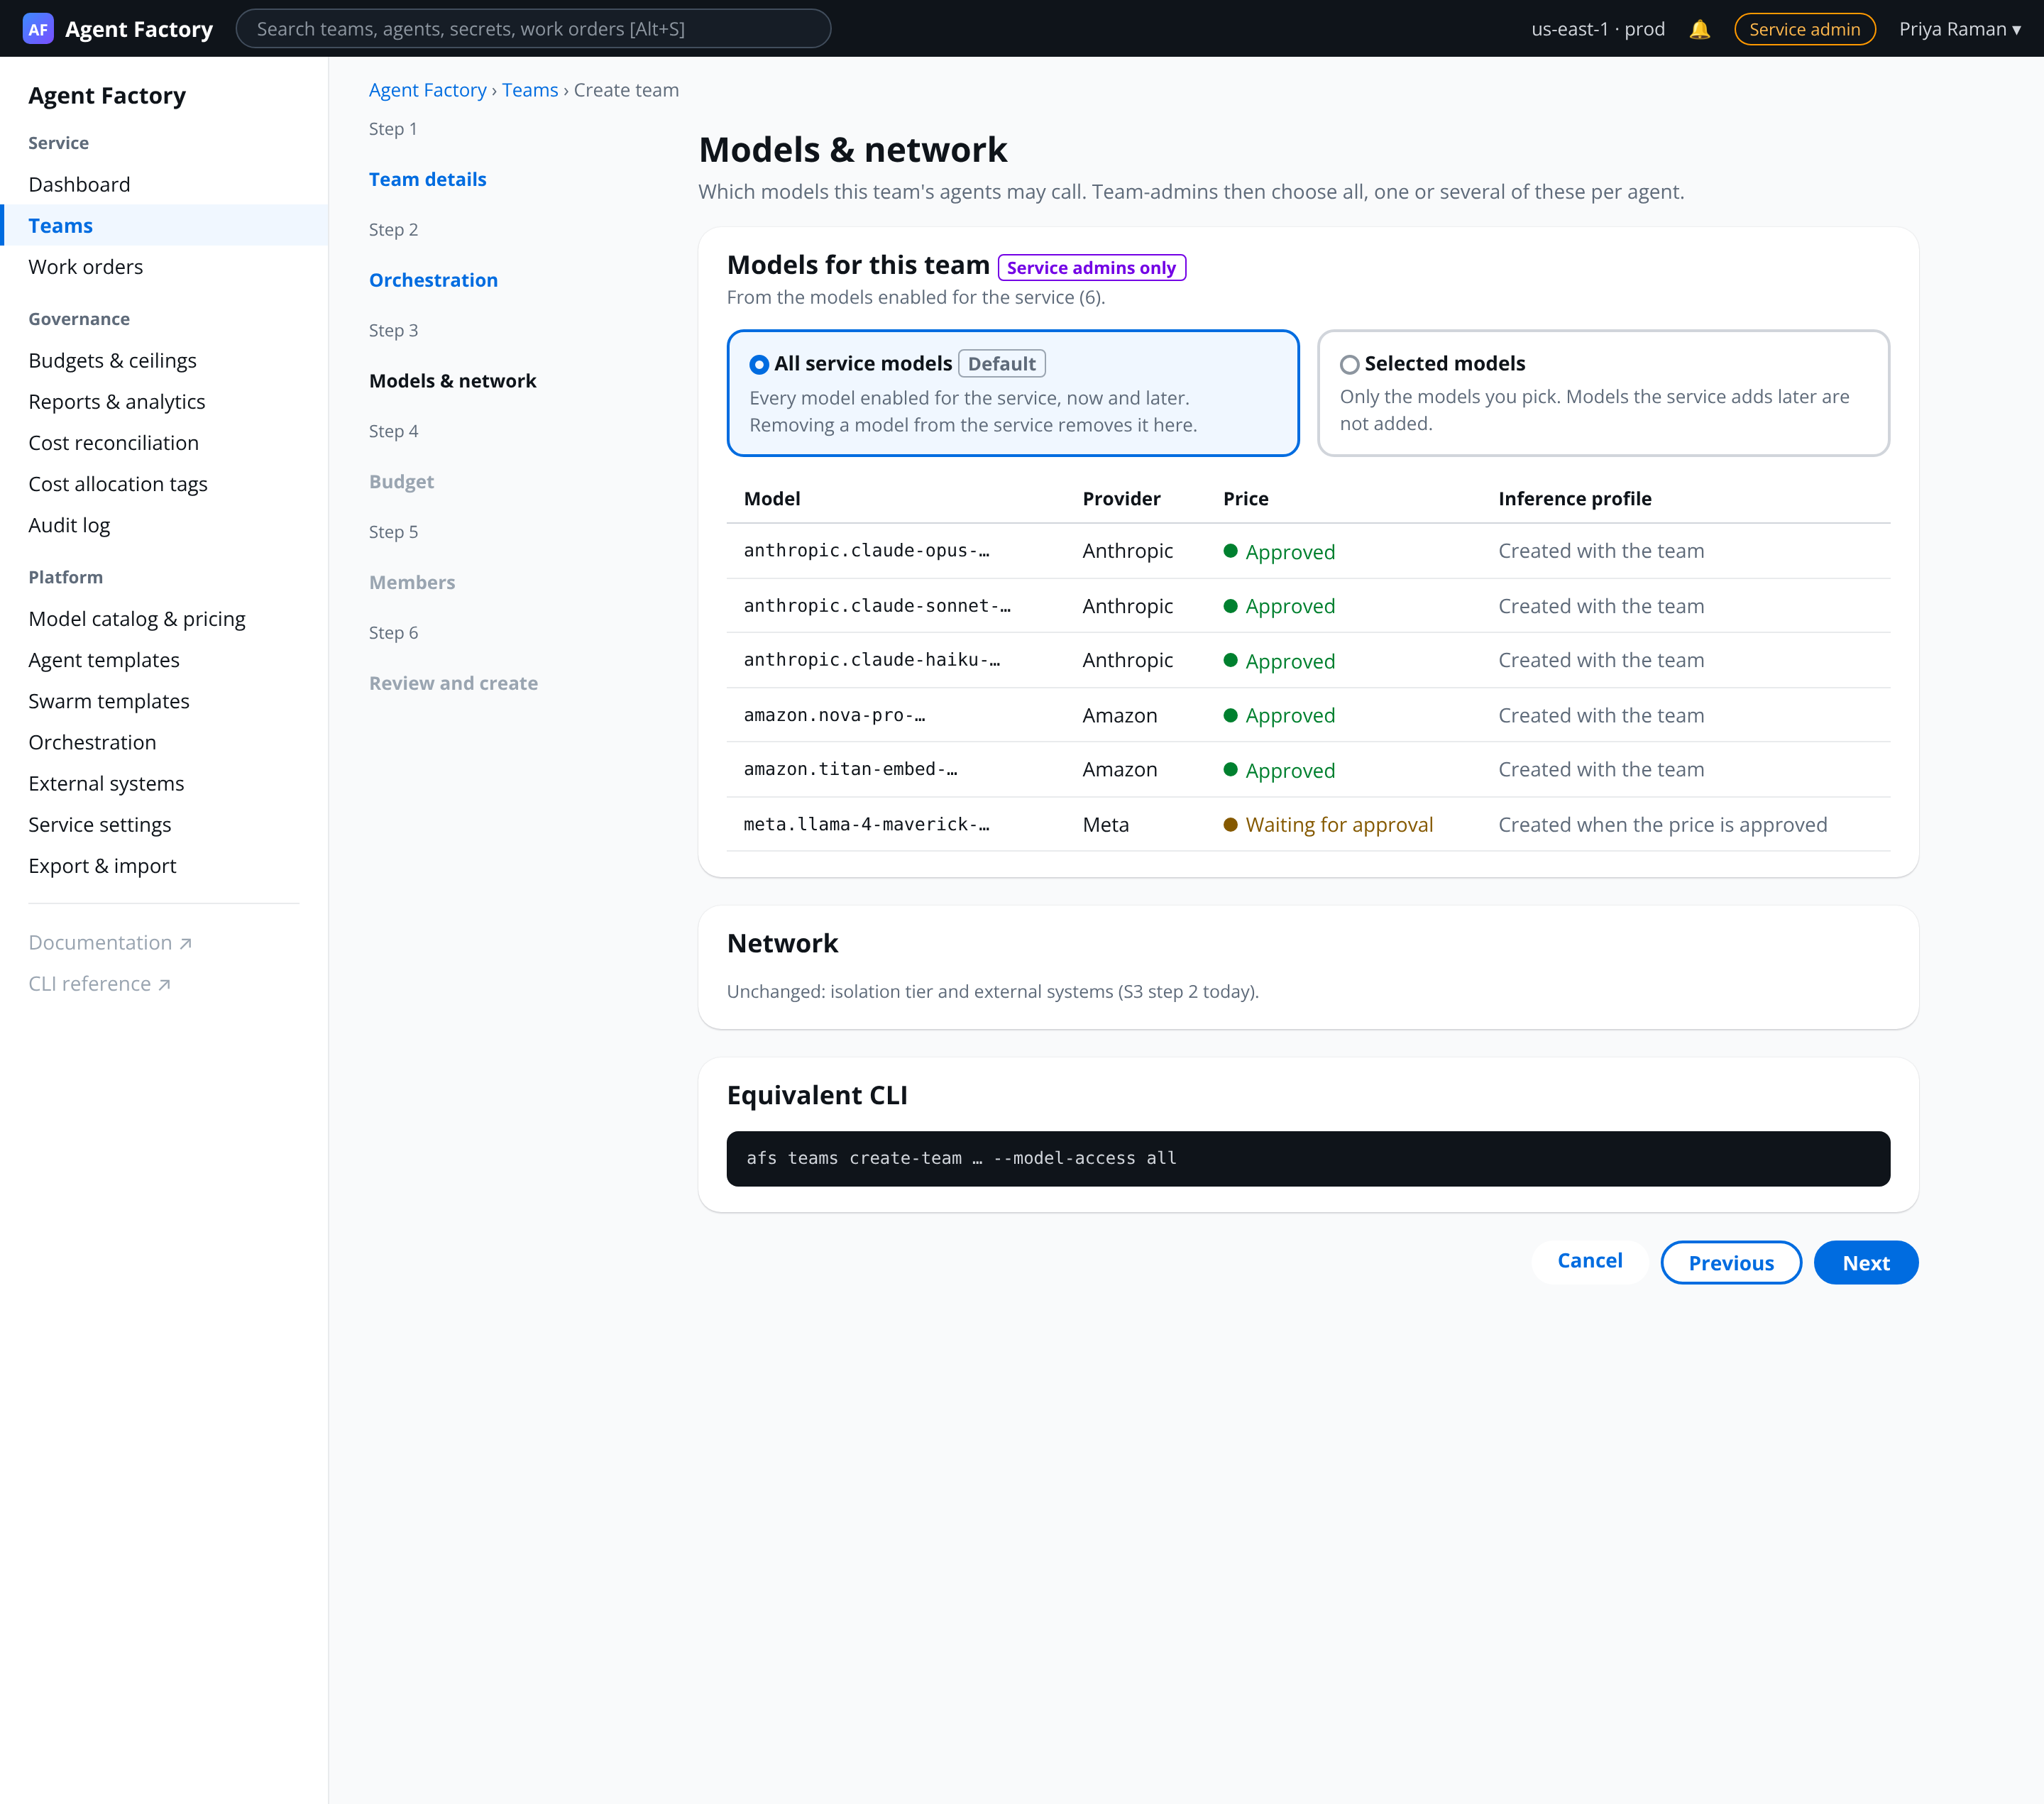 AF Agent Factory
Search teams, agents, secrets, work orders [Alt+S]
us-east-1 · prod 🔔 Service admin Priya Raman ▾
Agent Factory
Service
Dashboard
Teams
Work orders
Governance
Budgets & ceilings
Reports & analytics
Cost reconciliation
Cost allocation tags
Audit log
Platform
Model catalog & pricing
Agent templates
Swarm templates
Orchestration
External systems
Service settings
Export & import
Documentation ↗
CLI reference ↗
Agent Factory › Teams › Create team
Step 1
Team details
Step 2
Orchestration
Step 3
Models & network
Step 4
Budget
Step 5
Members
Step 6
Review and create
Models & network
Which models this team's agents may call. Team-admins then choose all, one or several of these per agent.
Models for this team Service admins only
From the models enabled for the service (6).
All service models Default
Every model enabled for the service, now and later.
Removing a model from the service removes it here.
Selected models
Only the models you pick. Models the service adds later are
not added.
Model Provider Price Inference profile
anthropic.claude-opus-… Anthropic Approved Created with the team
anthropic.claude-sonnet-… Anthropic Approved Created with the team
anthropic.claude-haiku-… Anthropic Approved Created with the team
amazon.nova-pro-… Amazon Approved Created with the team
amazon.titan-embed-… Amazon Approved Created with the team
meta.llama-4-maverick-… Meta Waiting for approval Created when the price is approved
Network
Unchanged: isolation tier and external systems (S3 step 2 today).
Equivalent CLI
afs teams create-team … --model-access all
Cancel Previous Next